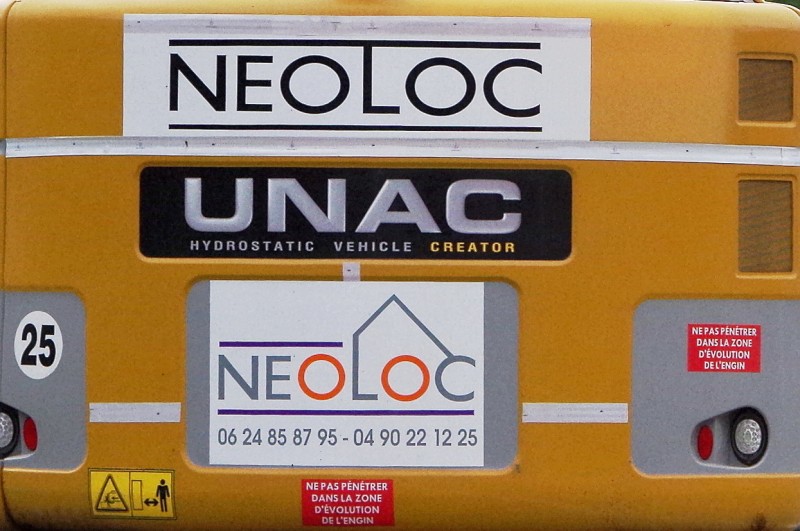 NEOLOC
UNAC
HYDROSTATIC VEHICLE CREATOR
25
NEOLOC
06 24 85 87 95 - 04 90 22 12 25
NE PAS PÉNÉTRER
DANS LA ZONE
D'ÉVOLUTION
DE L'ENGIN
NE PAS PÉNÉTRER
DANS LA ZONE
D'ÉVOLUTION
DE L'ENGIN